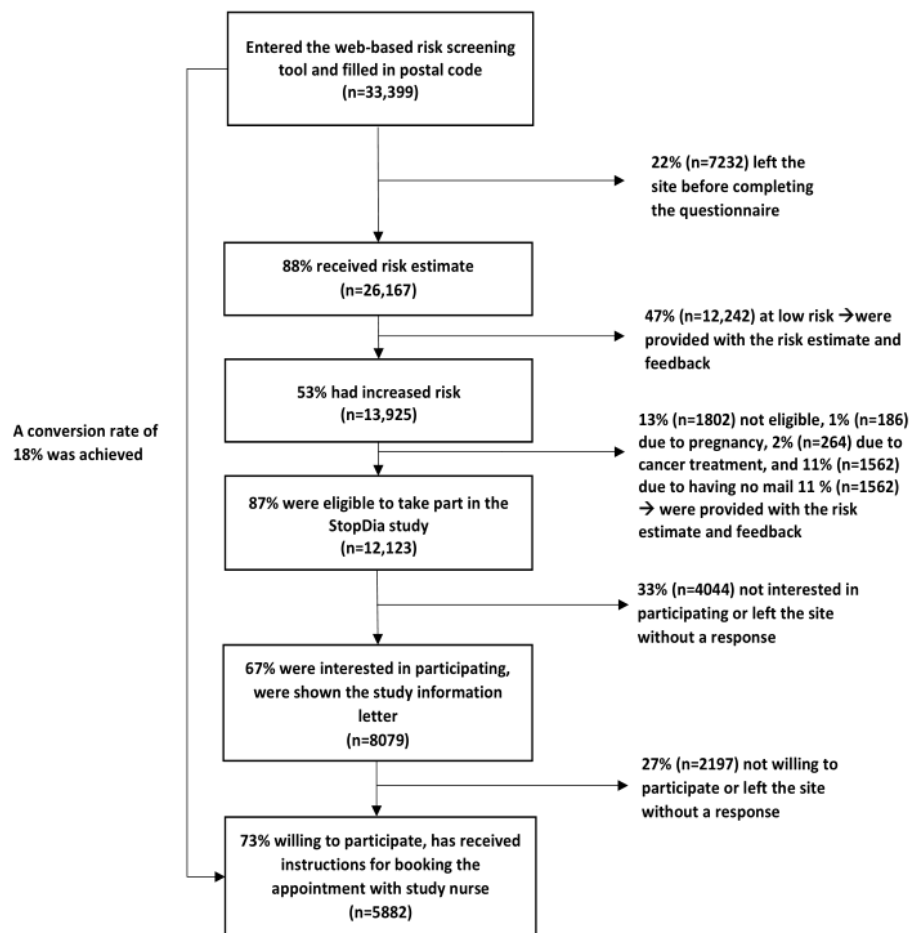 Entered the web-based risk screening
tool and filled in postal code
(n=33,399)
22% (n=7232) left the
site before completing
the questionnaire
88% received risk estimate
(n=26,167)
47% (n=12,242) at low risk →were
provided with the risk estimate and
feedback
53% had increased risk
(n=13,925)
A conversion rate of
18% was achieved
13% (n=1802) not eligible, 1% (n=186)
due to pregnancy, 2% (n=264) due to
cancer treatment, and 11% (n=1562)
due to having no mail 11 % (n=1562)
→ were provided with the risk
estimate and feedback
87% were eligible to take part in the
StopDia study
(n=12,123)
33% (n=4044) not interested in
participating or left the site
without a response
67% were interested in participating,
were shown the study information
letter
(n=8079)
27% (n=2197) not willing to
participate or left the site
without a response
73% willing to participate, has received
instructions for booking the
appointment with study nurse
(n=5882)